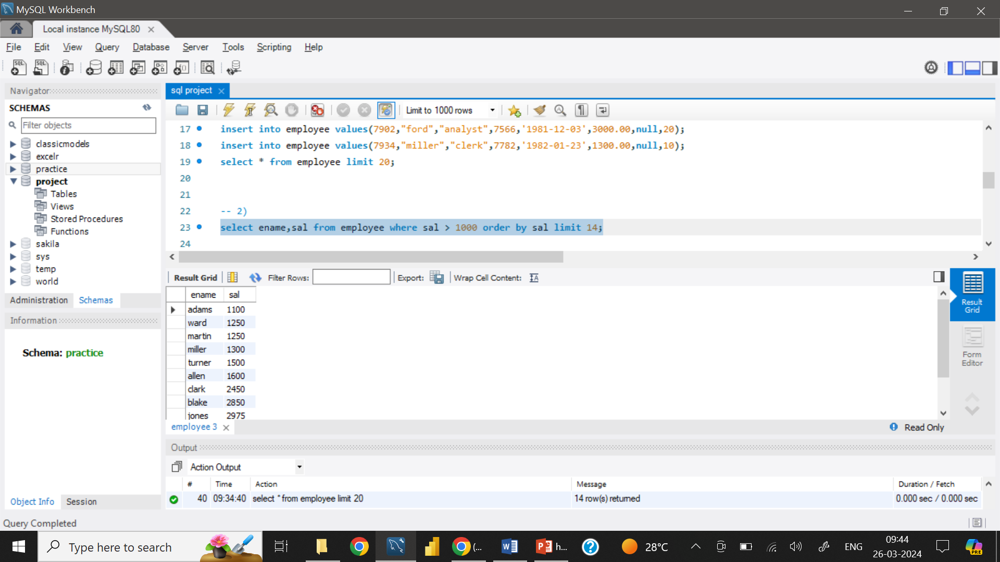 MySQL Workbench
Local instance MySQL80
File Edit View Query Database Server Tools Scripting Help
Navigator
SCHEMAS
Filter objects
classicmodels
excelr
practice
project
Tables
Views
Stored Procedures
Functions
sakila
sys
temp
world
Administration Schemas
Information
Schema: practice
Object Info Session
sql project
Limit to 1000 rows
17 insert into employee values(7902,"ford","analyst",7566,'1981-12-03',3000.00,null,20);
18 insert into employee values(7934,"miller","clerk",7782,'1982-01-23',1300.00,null,10);
19 select * from employee limit 20;
20
21
22 -- 2)
23 select ename,sal from employee where sal > 1000 order by sal limit 14;
24
Result Grid Filter Rows: Export: Wrap Cell Content:
ename sal
adams 1100
ward 1250
martin 1250
miller 1300
turner 1500
allen 1600
clark 2450
blake 2850
jones 2975
Result
Grid
Form
Editor
employee 3
Read Only
Output
Action Output
# Time Action Message Duration / Fetch
40 09:34:40 select * from employee limit 20 14 row(s) returned 0.000 sec / 0.000 sec
Query Completed
Type here to search
(...
h...
28°C
ENG
09:44
26-03-2024
PRE